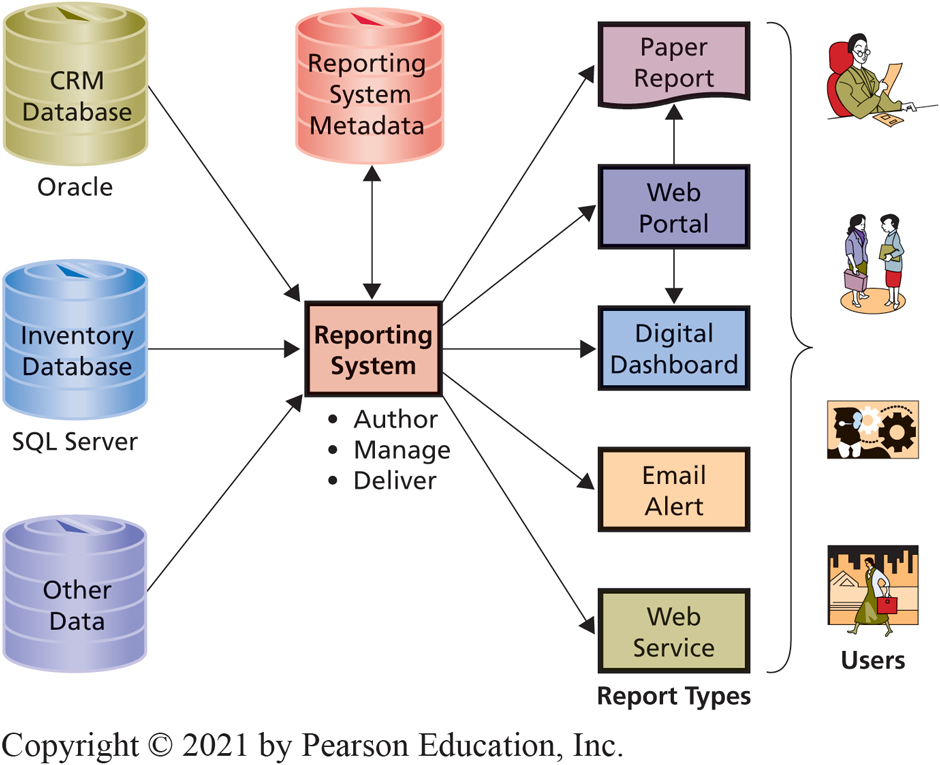 CRM
Database
Oracle
Reporting
System
Metadata
Paper
Report
Web
Portal
Inventory
Database
SQL Server
Reporting
System
• Author
• Manage
• Deliver
Digital
Dashboard
Email
Alert
Other
Data
Web
Service
Report Types
Users
Copyright © 2021 by Pearson Education, Inc.